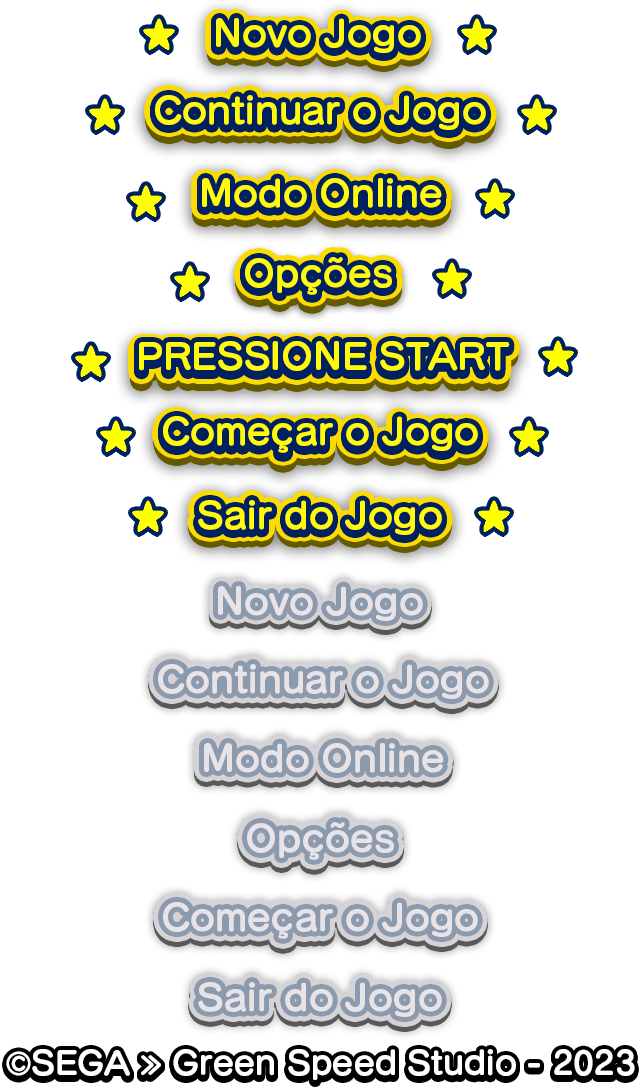 Novo Jogo
Continuar o Jogo
Modo Online
Opções
PRESSIONE START
Começar o Jogo
Sair do Jogo
Novo Jogo
Continuar o Jogo
Modo Online
Opções
Começar o Jogo
Sair do Jogo
©SEGA » Green Speed Studio - 2023